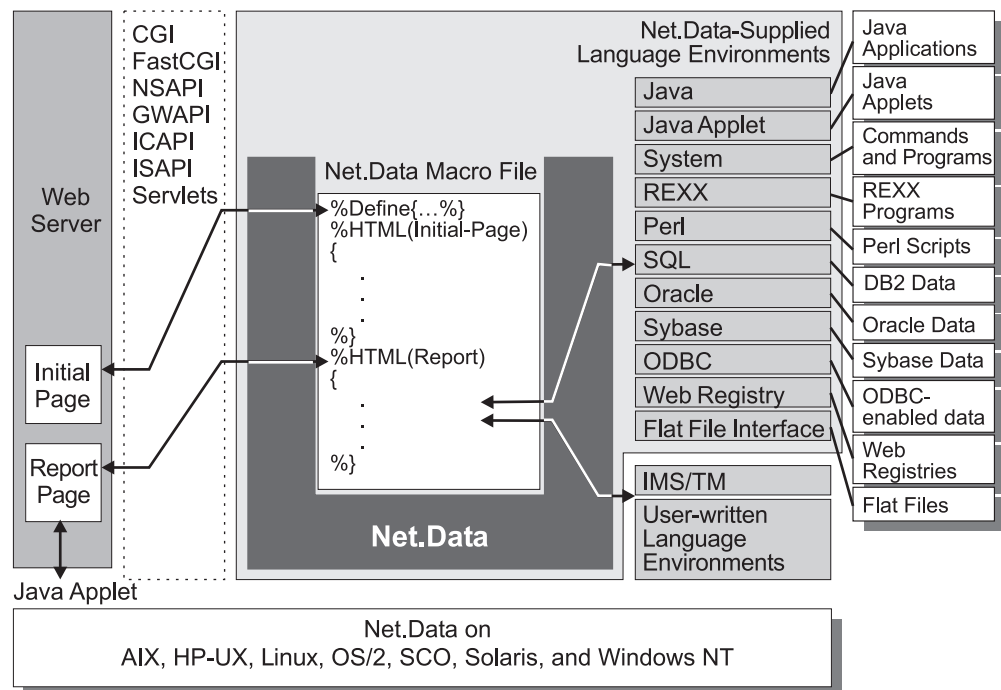 CGI
FastCGI
NSAPI
GWAPI
ICAPI
ISAPI
Servlets
Web
Server
Initial
Page
Report
Page
Java Applet
Net.Data Macro File
%Define{...%}
%HTML(Initial-Page)
{
.
.
.
%}
%HTML(Report)
{
.
.
.
%}
Net.Data
Net.Data-Supplied
Language Environments
Java
Java Applet
System
REXX
Perl
SQL
Oracle
Sybase
ODBC
Web Registry
Flat File Interface
IMS/TM
User-written
Language
Environments
Java
Applications
Java
Applets
Commands
and Programs
REXX
Programs
Perl Scripts
DB2 Data
Oracle Data
Sybase Data
ODBC-
enabled data
Web
Registries
Flat Files
Net.Data on
AIX, HP-UX, Linux, OS/2, SCO, Solaris, and Windows NT